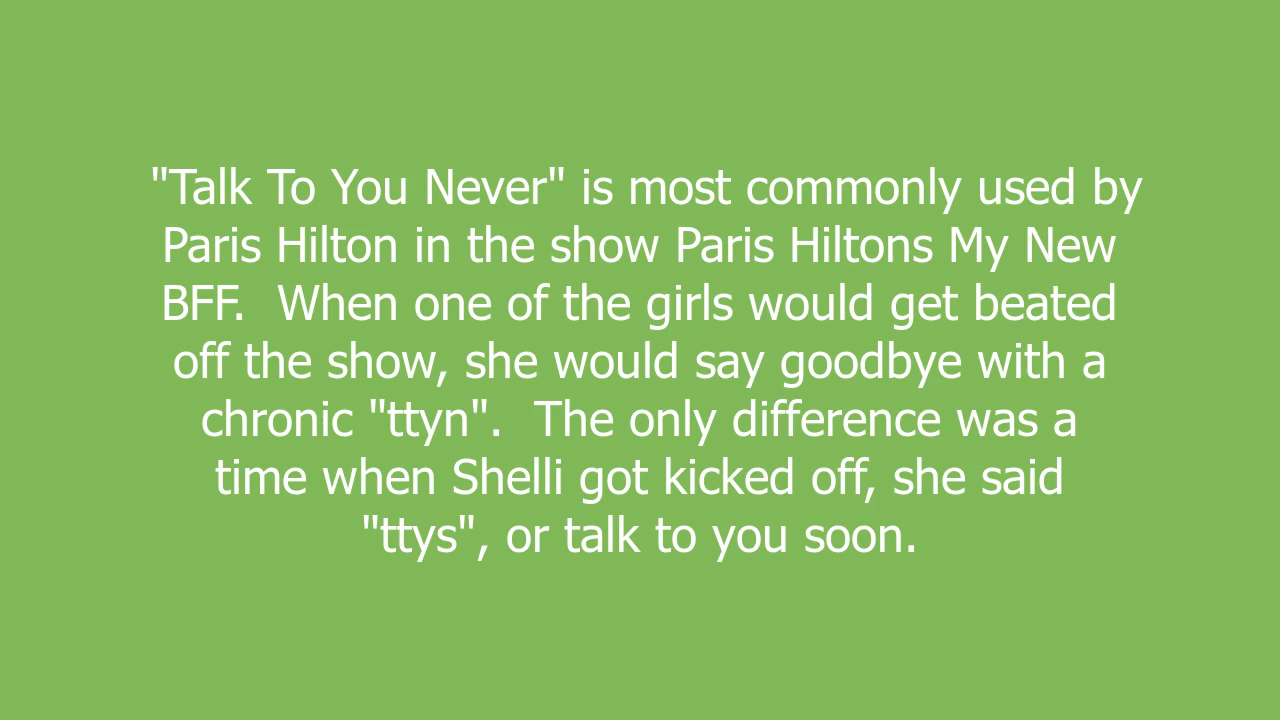 "Talk To You Never" is most commonly used by
Paris Hilton in the show Paris Hiltons My New
BFF.  When one of the girls would get beated
off the show, she would say goodbye with a
chronic "ttyn".  The only difference was a
time when Shelli got kicked off, she said
"ttys", or talk to you soon.